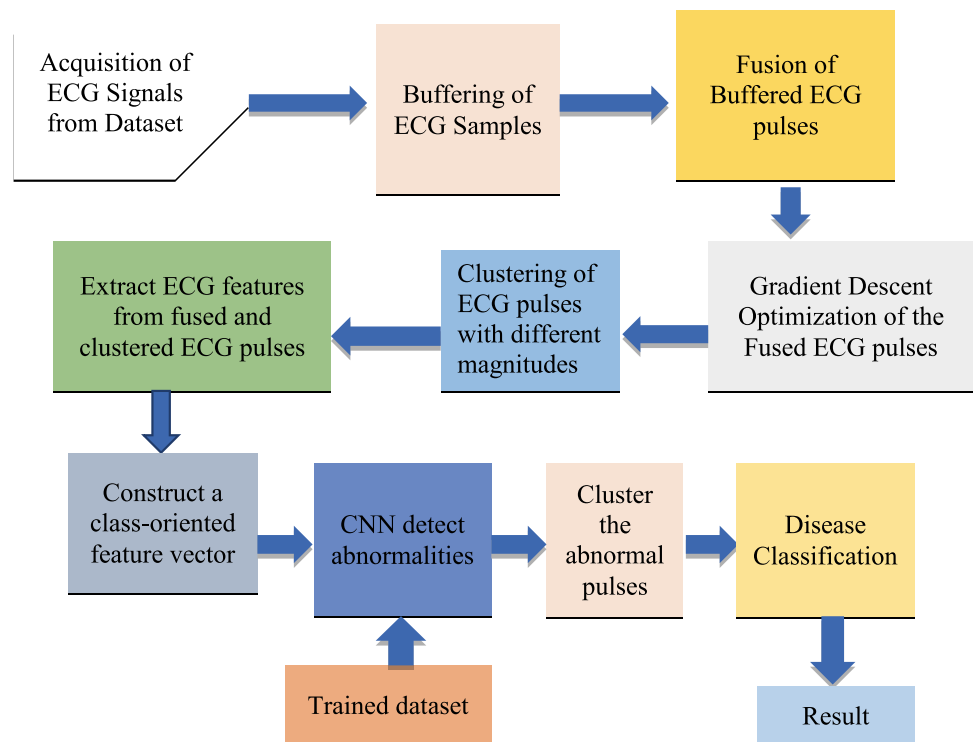 Acquisition of
ECG Signals
from Dataset
Buffering of
ECG Samples
Fusion of
Buffered ECG
pulses
Gradient Descent
Optimization of the
Fused ECG pulses
Clustering of
ECG pulses
with different
magnitudes
Extract ECG features
from fused and
clustered ECG pulses
Construct a
class-oriented
feature vector
CNN detect
abnormalities
Trained dataset
Cluster
the
abnormal
pulses
Disease
Classification
Result